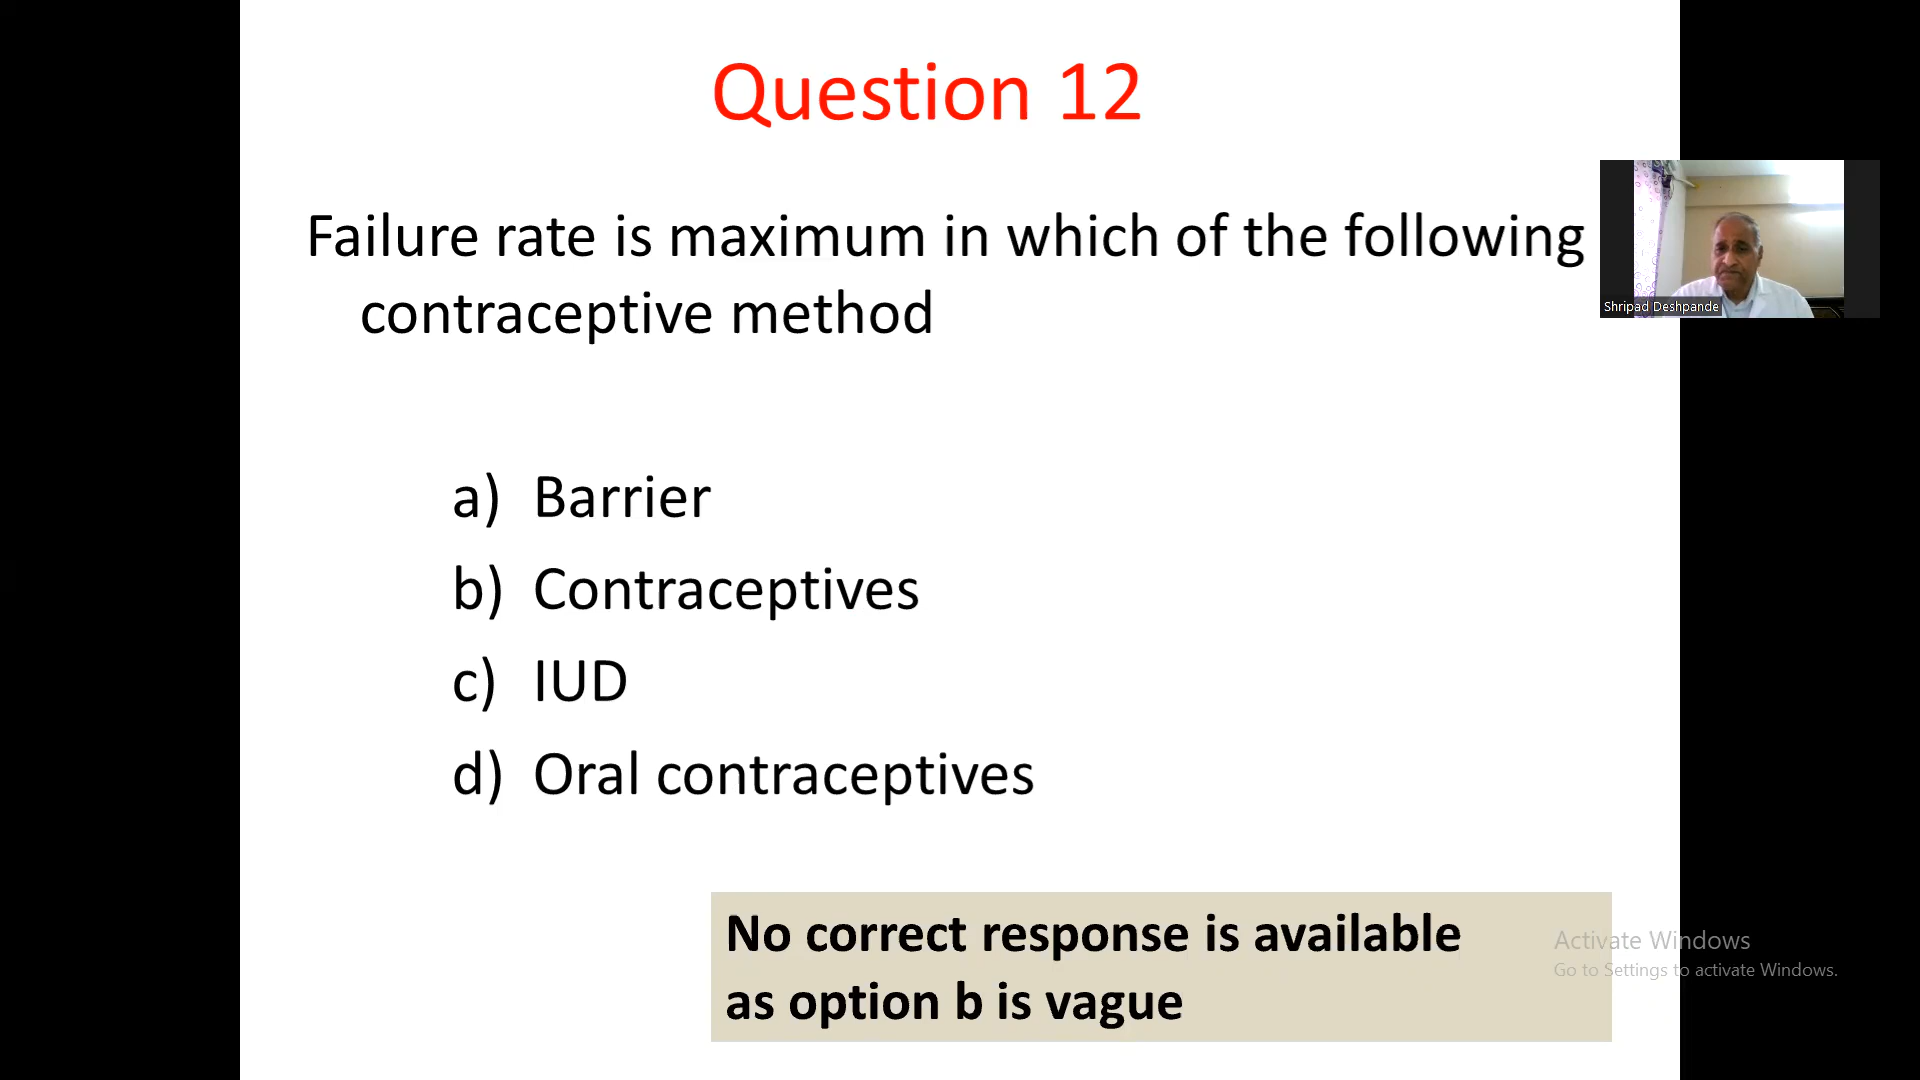 Question 12
Failure rate is maximum in which of the following
contraceptive method
Shripad Deshpande
a) Barrier
b) Contraceptives
c) IUD
d) Oral contraceptives
No correct response is available
as option b is vague
Activate Windows
Go to Settings to activate Windows.